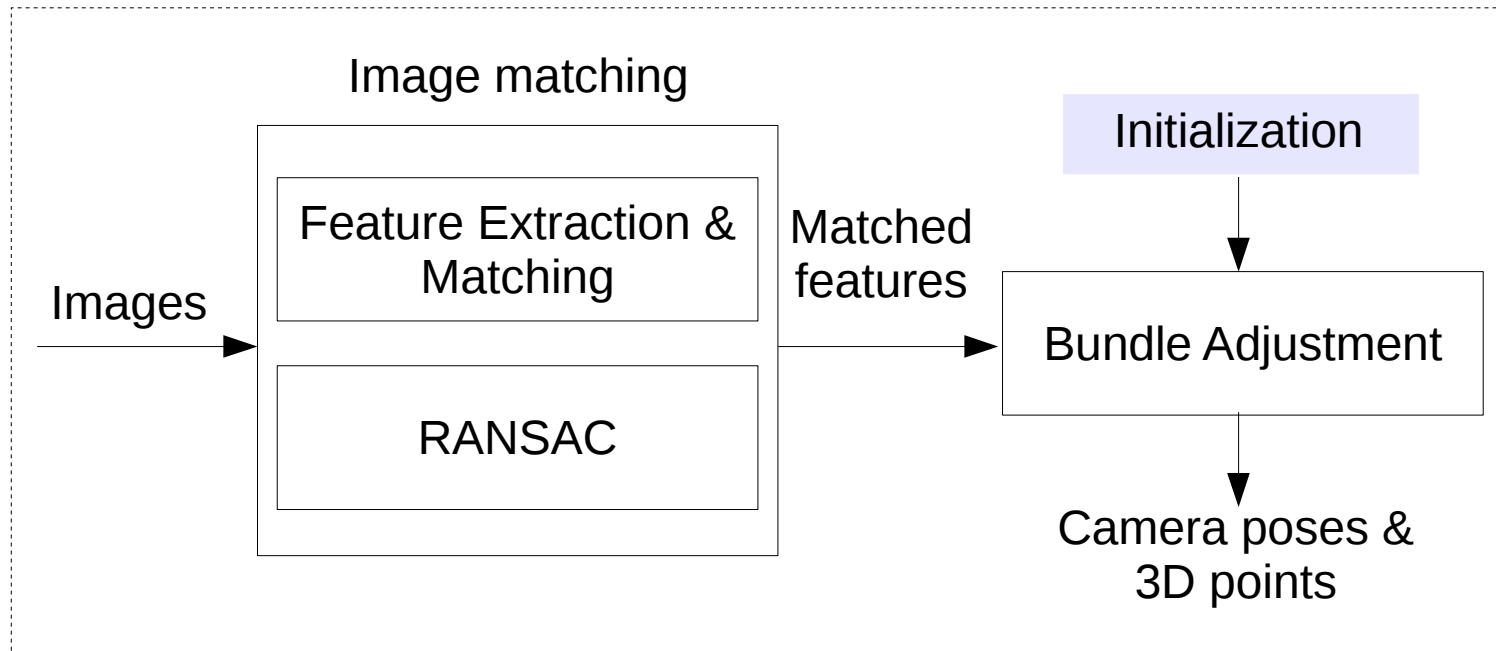 Image matching
Feature Extraction &
Matching
RANSAC
Images
Matched
features
Initialization
Bundle Adjustment
Camera poses &
3D points